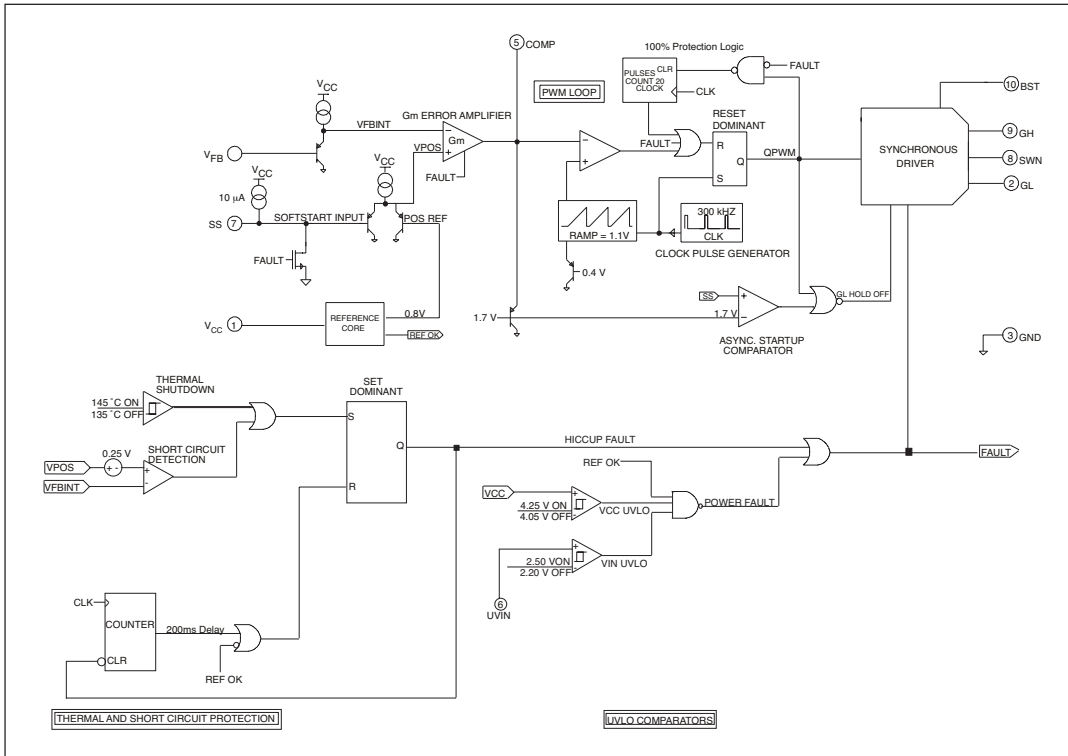 5 COMP
100% Protection Logic
FAULT
PULSES
COUNT 20
CLOCK
CLR
CLK
PWM LOOP
10 BST
VCC
Gm ERROR AMPLIFIER
VFBINT
VFB
VPOS
Gm
FAULT
RESET
DOMINANT
FAULT
R
Q
S
QPWM
SYNCHRONOUS
DRIVER
9 GH
8 SWN
2 GL
VCC
10 µA
VCC
SS 7
SOFTSTART INPUT
POS REF
FAULT
RAMP = 1.1V
300 kHZ
CLK
CLOCK PULSE GENERATOR
0.4 V
VCC 1
REFERENCE
CORE
0.8V
REF OK
1.7 V
SS
1.7 V
ASYNC. STARTUP
COMPARATOR
GL HOLD OFF
3 GND
THERMAL
SHUTDOWN
145˚C ON
135˚C OFF
SET
DOMINANT
S
Q
R
0.25 V
VPOS
VFBINT
SHORT CIRCUIT
DETECTION
HICCUP FAULT
FAULT
REF OK
VCC
4.25 V ON
4.05 V OFF
VCC UVLO
POWER FAULT
2.50 VON
2.20 V OFF
VIN UVLO
6
UVIN
CLK
COUNTER
CLR
200ms Delay
REF OK
THERMAL AND SHORT CIRCUIT PROTECTION
UVLO COMPARATORS